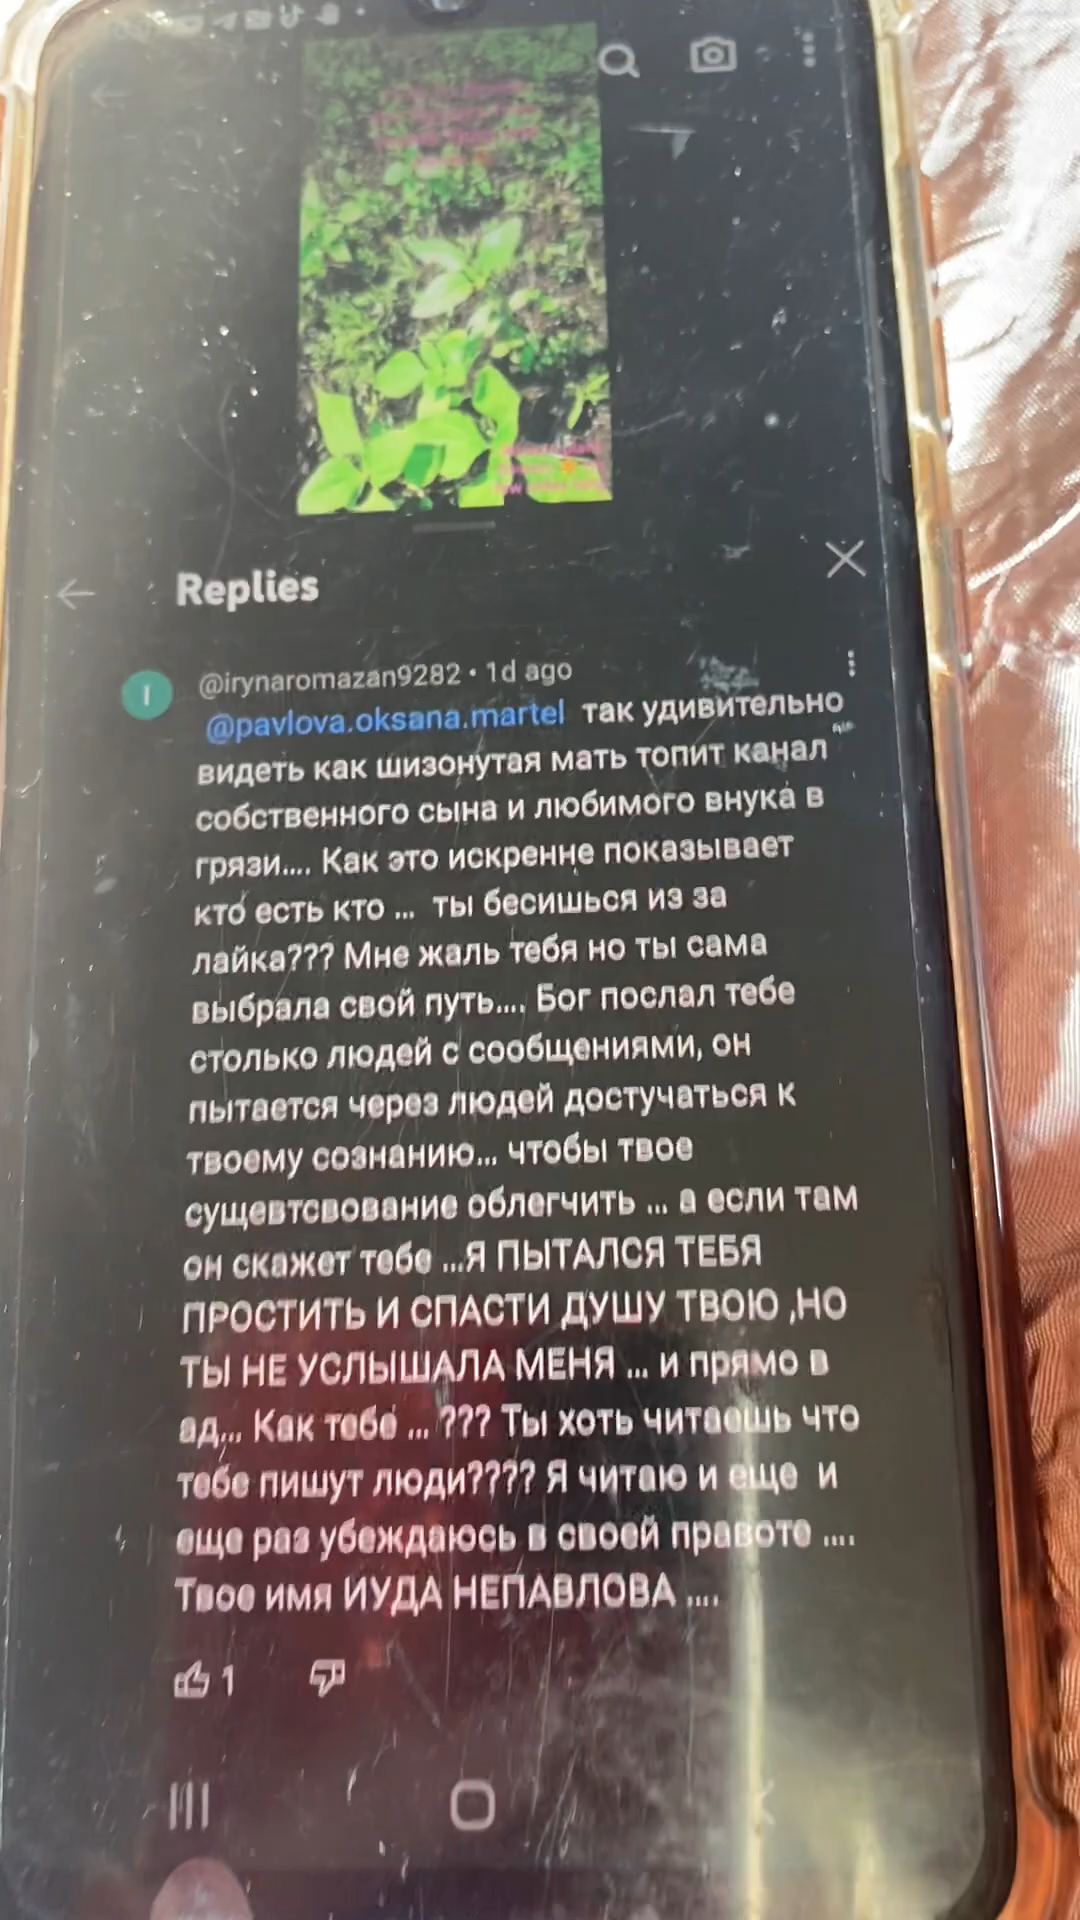 Replies
@irynaromazan9282 • 1d ago
@pavlova.oksana.martel так удивительно
видеть как шизонутая мать топит канал
собственного сына и любимого внука в
грязи.... Как это искренне показывает
кто есть кто ... ты бесишься из за
лайка??? Мне жаль тебя но ты сама
выбрала свой путь.... Бог послал тебе
столько людей с сообщениями, он
пытается через людей достучаться к
твоему сознанию... чтобы твое
сущевтсвование облегчить ... а если там
он скажет тебе ...Я ПЫТАЛСЯ ТЕБЯ
ПРОСТИТЬ И СПАСТИ ДУШУ ТВОЮ ,НО
ТЫ НЕ УСЛЫШАЛА МЕНЯ ... и прямо в
ад... Как тебе ... ??? Ты хоть читаешь что
тебе пишут люди???? Я читаю и еще и
еще раз убеждаюсь в своей правоте ....
Твое имя ИУДА НЕПАВЛОВА ....
1